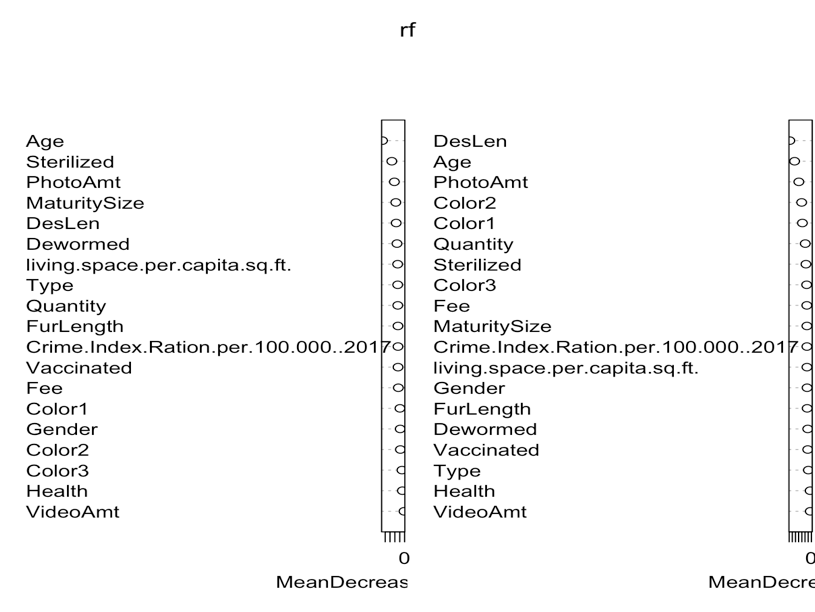 rf
Age
Sterilized
PhotoAmt
MaturitySize
DesLen
Dewormed
living.space.per.capita.sq.ft.
Type
Quantity
FurLength
Crime.Index.Ration.per.100.000..2017
Vaccinated
Fee
Color1
Gender
Color2
Color3
Health
VideoAmt
0
MeanDecreas
DesLen
Age
PhotoAmt
Color2
Color1
Quantity
Sterilized
Color3
Fee
MaturitySize
Crime.Index.Ration.per.100.000..2017
living.space.per.capita.sq.ft.
Gender
FurLength
Dewormed
Vaccinated
Type
Health
VideoAmt
0
MeanDecre